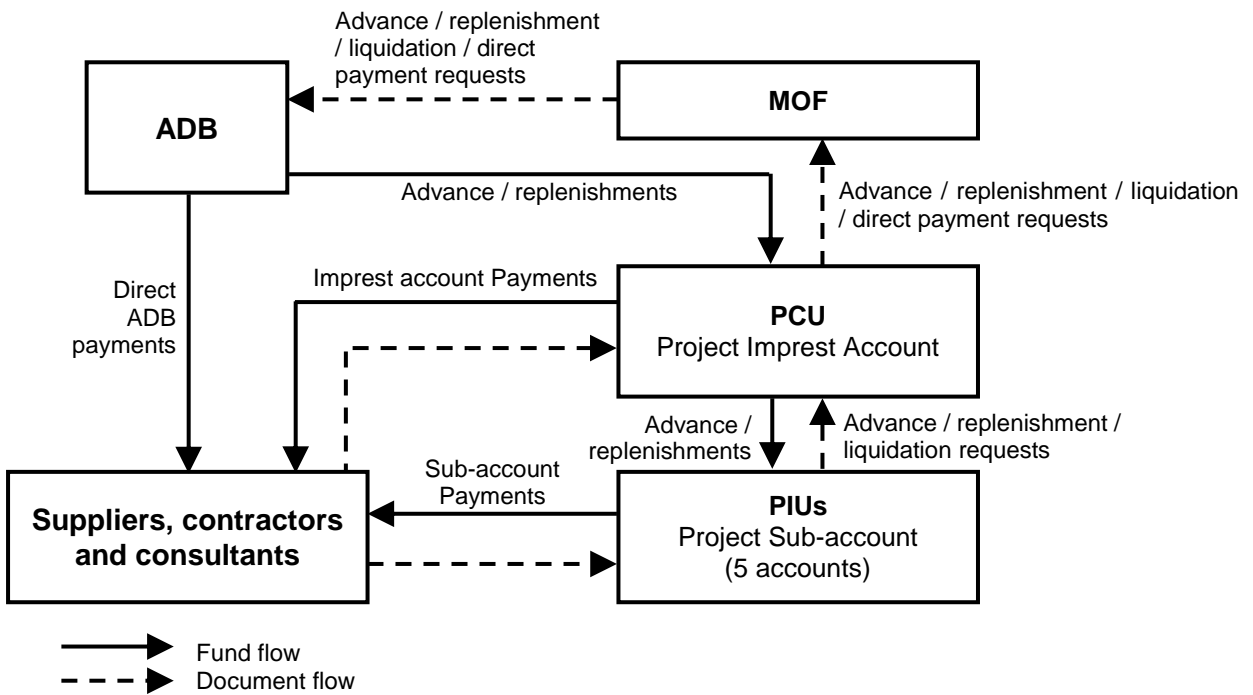 Advance / replenishment
/ liquidation / direct
payment requests
ADB
MOF
Advance / replenishments
Advance / replenishment / liquidation
/ direct payment requests
Direct
ADB
payments
Imprest account Payments
PCU
Project Imprest Account
Advance /
replenishments
Advance / replenishment /
liquidation requests
Sub-account
Payments
Suppliers, contractors
and consultants
PIUs
Project Sub-account
(5 accounts)
Fund flow
Document flow